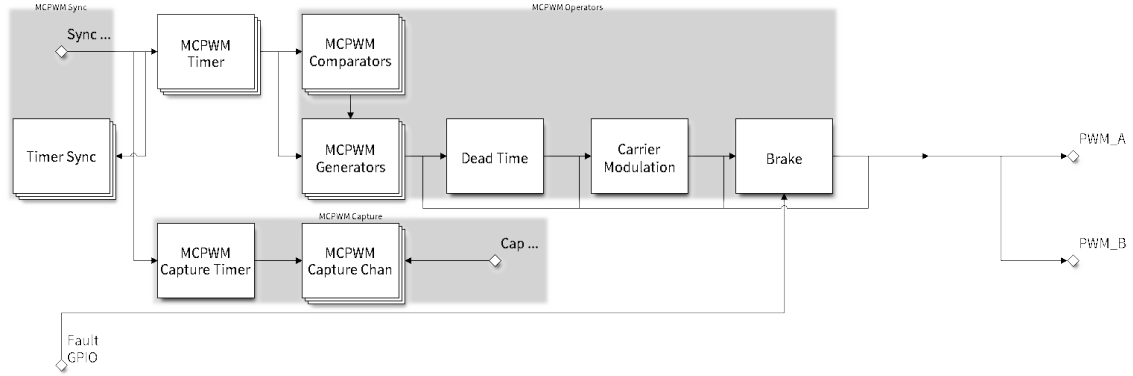 MCPWM Sync
MCPWM Operators
Sync ...
MCPWM
Timer
MCPWM
Comparators
Timer Sync
MCPWM
Generators
Dead Time
Carrier
Modulation
Brake
PWM_A
MCPWM Capture
MCPWM
Capture Timer
MCPWM
Capture Chan
Cap ...
PWM_B
Fault
GPIO